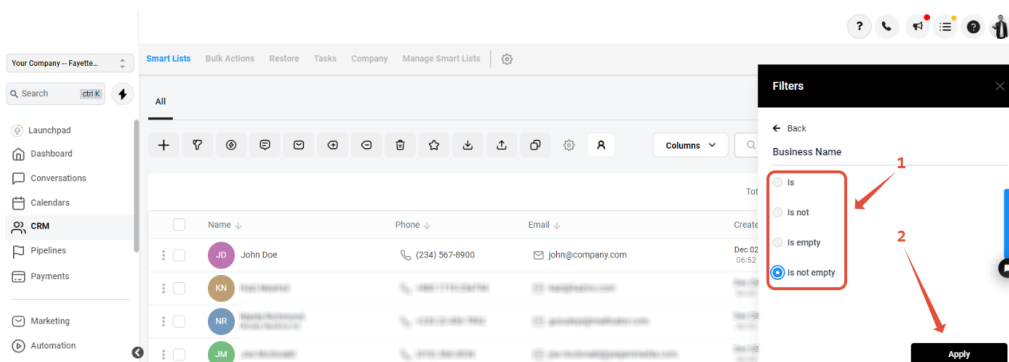 ?
?
Your Company -- Fayette...
Smart Lists Bulk Actions Restore Tasks Company Manage Smart Lists
Search ctrl K
Filters
All
Back
Launchpad
Dashboard
Columns
Business Name
1
Conversations
Is
Calendars
Tot
Is not
CRM
Name Phone Email Create
2
Is empty
Pipelines
JD John Doe (234) 567-8900 john@company.com Dec 02
06:52
Payments
Is not empty
KN
Marketing
NR
Automation
JM
Apply